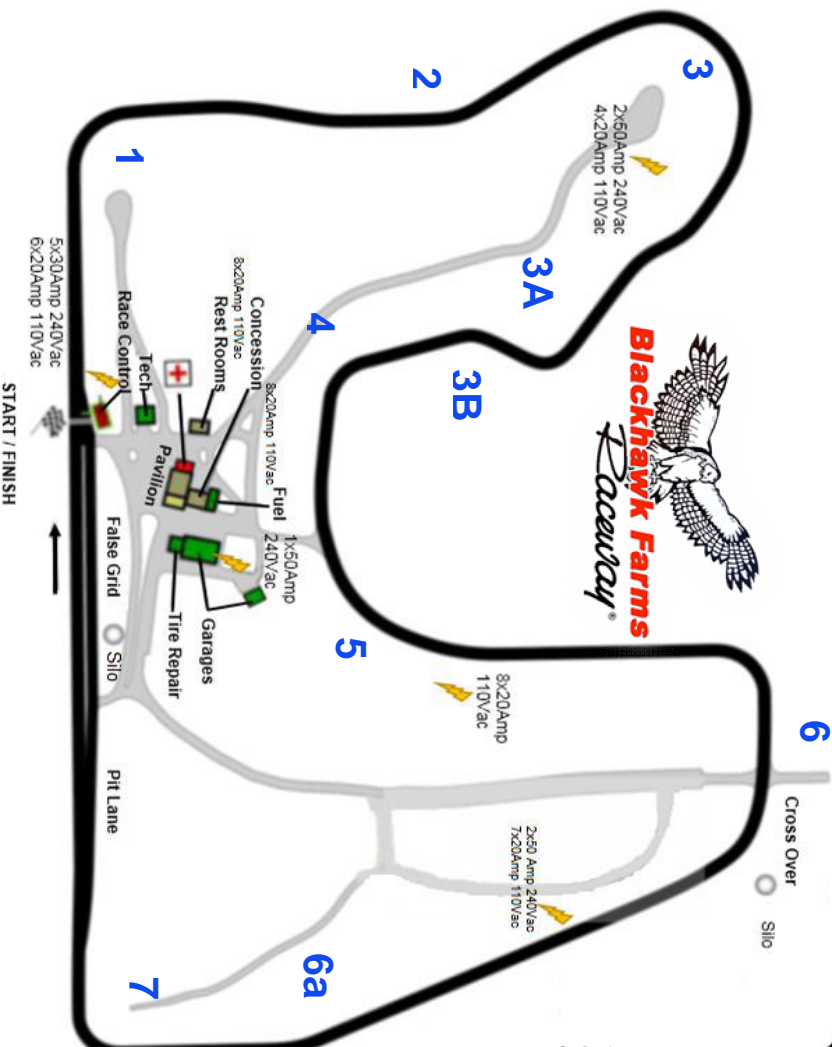 Blackhawk Farms
Raceway®
3
2
2x50Amp 240Vac
4x20Amp 110Vac
1
3A
4
3B
5x30Amp 240Vac
6x20Amp 110Vac
START / FINISH
Race Control
Tech
Rest Rooms
Concession
8x20Amp 110Vac
8x20Amp 110Vac
Fuel
Pavilion
1x50Amp
240Vac
False Grid
Silo
Tire Repair
Garages
5
8x20Amp
110Vac
6
Cross Over
Silo
Pit Lane
2x50 Amp 240Vac
7x20Amp 110Vac
6a
7